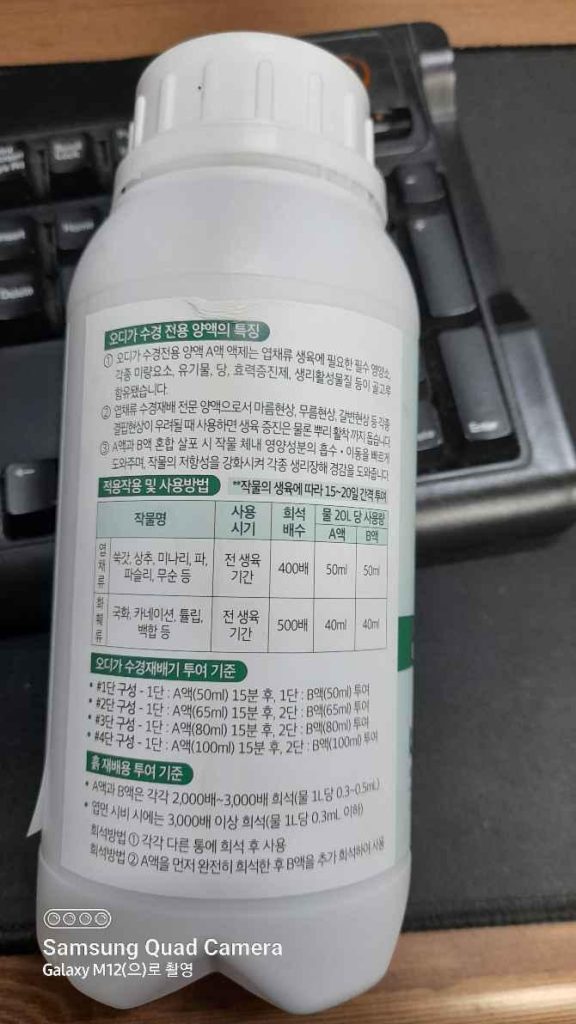 Delete
Home
Enter
오디가 수경 전용 양액의 특징
① 오디가 수경전용 양액 A액 액제는 엽채류 생육에 필요한 필수 영양소,
각종 미량요소, 유기물, 당, 효력증진제, 생리활성물질 등이 골고루
함유됐습니다.
② 엽채류 수경재배 전문 양액으로서 마름현상, 무름현상, 갈변현상 등 각종
결핍현상이 우려될 때 사용하면 생육 증진은 물론 뿌리 활착 까지 돕습니다.
③ A액과 B액 혼합 살포 시 작물 체내 영양성분의 흡수・이동을 빠르게
도와주며, 작물의 저항성을 강화시켜 각종 생리장해 경감을 도와줍니다.
적용작용 및 사용방법 **작물의 생육에 따라 15~20일 간격 투여
작물명 사용 시기 희석 배수 물 20L 당 사용량
A액 B액
엽채류 쑥갓, 상추, 미나리, 파, 파슬리, 무순 등 전 생육 기간 400배 50ml 50ml
화훼류 국화, 카네이션, 튤립, 백합 등 전 생육 기간 500배 40ml 40ml
오디가 수경재배기 투여 기준
• #1단 구성 - 1단 : A액(50ml) 15분 후, 1단 : B액(50ml) 투여
• #2단 구성 - 1단 : A액(65ml) 15분 후, 2단 : B액(65ml) 투여
• #3단 구성 - 1단 : A액(80ml) 15분 후, 2단 : B액(80ml) 투여
• #4단 구성 - 1단 : A액(100ml) 15분 후, 2단 : B액(100ml) 투여
흙 재배용 투여 기준
• A액과 B액은 각각 2,000배~3,000배 희석(물 1L당 0.3~0.5mL)
• 엽면 시비 시에는 3,000배 이상 희석(물 1L당 0.3mL 이하)
희석방법 ① 각각 다른 통에 희석 후 사용
희석방법 ② A액을 먼저 완전히 희석한 후 B액을 추가 희석하여 사용
Samsung Quad Camera
Galaxy M12(으)로 촬영